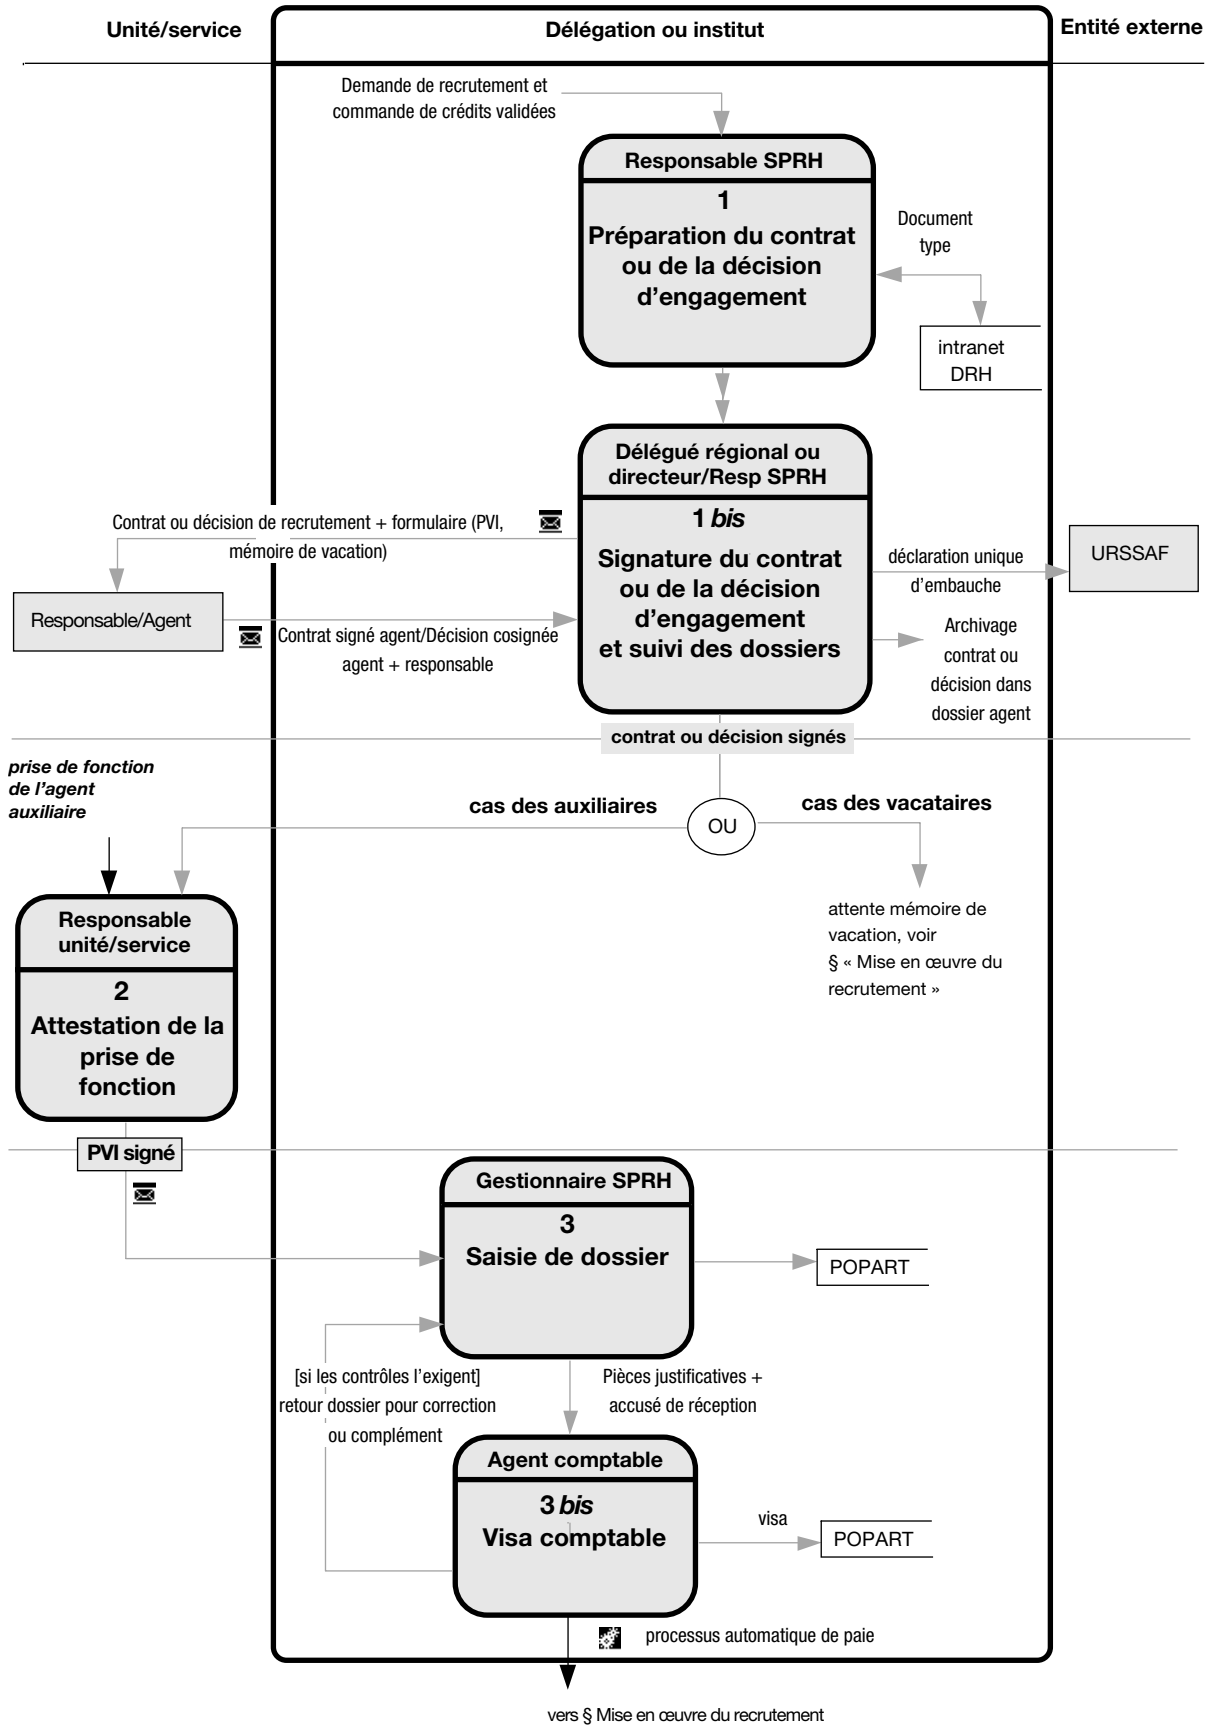 Unité/service
Délégation ou institut
Entité externe
Demande de recrutement et
commande de crédits validées
Responsable SPRH
1
Préparation du contrat
ou de la décision
d’engagement
Document
type
intranet
DRH
Délégué régional ou
directeur/Resp SPRH
1 bis
Signature du contrat
ou de la décision
d’engagement
et suivi des dossiers
Contrat ou décision de recrutement + formulaire (PVI,
mémoire de vacation)
Responsable/Agent
Contrat signé agent/Décision cosignée
agent + responsable
déclaration unique
d’embauche
URSSAF
Archivage
contrat ou
décision dans
dossier agent
contrat ou décision signés
prise de fonction
de l’agent
auxiliaire
cas des auxiliaires
OU
cas des vacataires
attente mémoire de
vacation, voir
§ « Mise en œuvre du
recrutement »
Responsable
unité/service
2
Attestation de la
prise de
fonction
PVI signé
Gestionnaire SPRH
3
Saisie de dossier
POPART
[si les contrôles l’exigent]
retour dossier pour correction
ou complément
Pièces justificatives +
accusé de réception
Agent comptable
3 bis
Visa comptable
visa
POPART
processus automatique de paie
vers § Mise en œuvre du recrutement